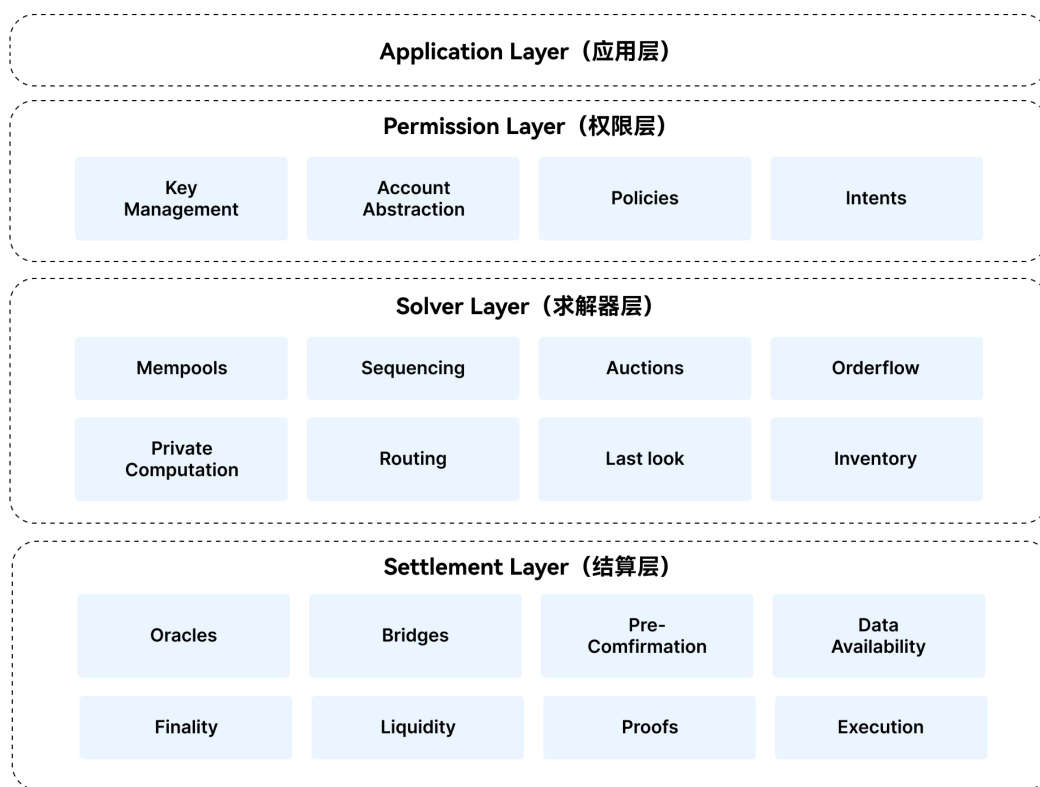 Application Layer（应用层）
Permission Layer（权限层）
Key
Management
Account
Abstraction
Policies
Intents
Solver Layer（求解器层）
Mempools
Sequencing
Auctions
Orderflow
Private
Computation
Routing
Last look
Inventory
Settlement Layer（结算层）
Oracles
Bridges
Pre-
Comfirmation
Data
Availability
Finality
Liquidity
Proofs
Execution